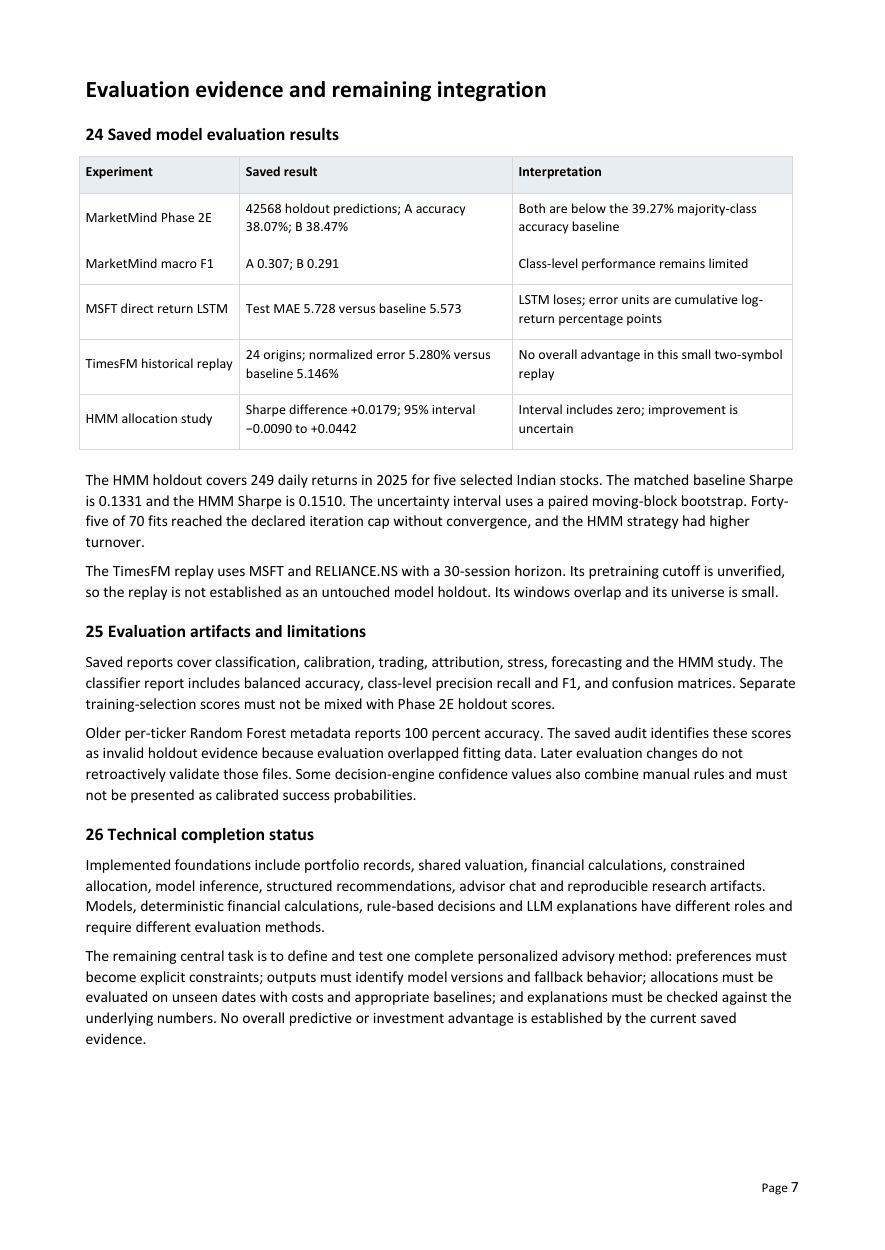 Evaluation evidence and remaining integration
24 Saved model evaluation results
Experiment Saved result Interpretation
MarketMind Phase 2E 42568 holdout predictions; A accuracy 38.07%; B 38.47% Both are below the 39.27% majority-class accuracy baseline
MarketMind macro F1 A 0.307; B 0.291 Class-level performance remains limited
MSFT direct return LSTM Test MAE 5.728 versus baseline 5.573 LSTM loses; error units are cumulative log-return percentage points
TimesFM historical replay 24 origins; normalized error 5.280% versus baseline 5.146% No overall advantage in this small two-symbol replay
HMM allocation study Sharpe difference +0.0179; 95% interval −0.0090 to +0.0442 Interval includes zero; improvement is uncertain
The HMM holdout covers 249 daily returns in 2025 for five selected Indian stocks. The matched baseline Sharpe
is 0.1331 and the HMM Sharpe is 0.1510. The uncertainty interval uses a paired moving-block bootstrap. Forty-
five of 70 fits reached the declared iteration cap without convergence, and the HMM strategy had higher
turnover.
The TimesFM replay uses MSFT and RELIANCE.NS with a 30-session horizon. Its pretraining cutoff is unverified,
so the replay is not established as an untouched model holdout. Its windows overlap and its universe is small.
25 Evaluation artifacts and limitations
Saved reports cover classification, calibration, trading, attribution, stress, forecasting and the HMM study. The
classifier report includes balanced accuracy, class-level precision recall and F1, and confusion matrices. Separate
training-selection scores must not be mixed with Phase 2E holdout scores.
Older per-ticker Random Forest metadata reports 100 percent accuracy. The saved audit identifies these scores
as invalid holdout evidence because evaluation overlapped fitting data. Later evaluation changes do not
retroactively validate those files. Some decision-engine confidence values also combine manual rules and must
not be presented as calibrated success probabilities.
26 Technical completion status
Implemented foundations include portfolio records, shared valuation, financial calculations, constrained
allocation, model inference, structured recommendations, advisor chat and reproducible research artifacts.
Models, deterministic financial calculations, rule-based decisions and LLM explanations have different roles and
require different evaluation methods.
The remaining central task is to define and test one complete personalized advisory method: preferences must
become explicit constraints; outputs must identify model versions and fallback behavior; allocations must be
evaluated on unseen dates with costs and appropriate baselines; and explanations must be checked against the
underlying numbers. No overall predictive or investment advantage is established by the current saved
evidence.
Page 7